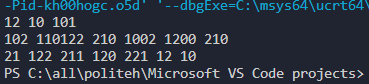 -Pid-kh00hogc.o5d' '--dbgExe=C:\msys64\ucrt64
12 10 101
102 110122 210 1002 1200 210
21 122 211 120 221 12 10
PS C:\all\politeh\Microsoft VS Code projects>